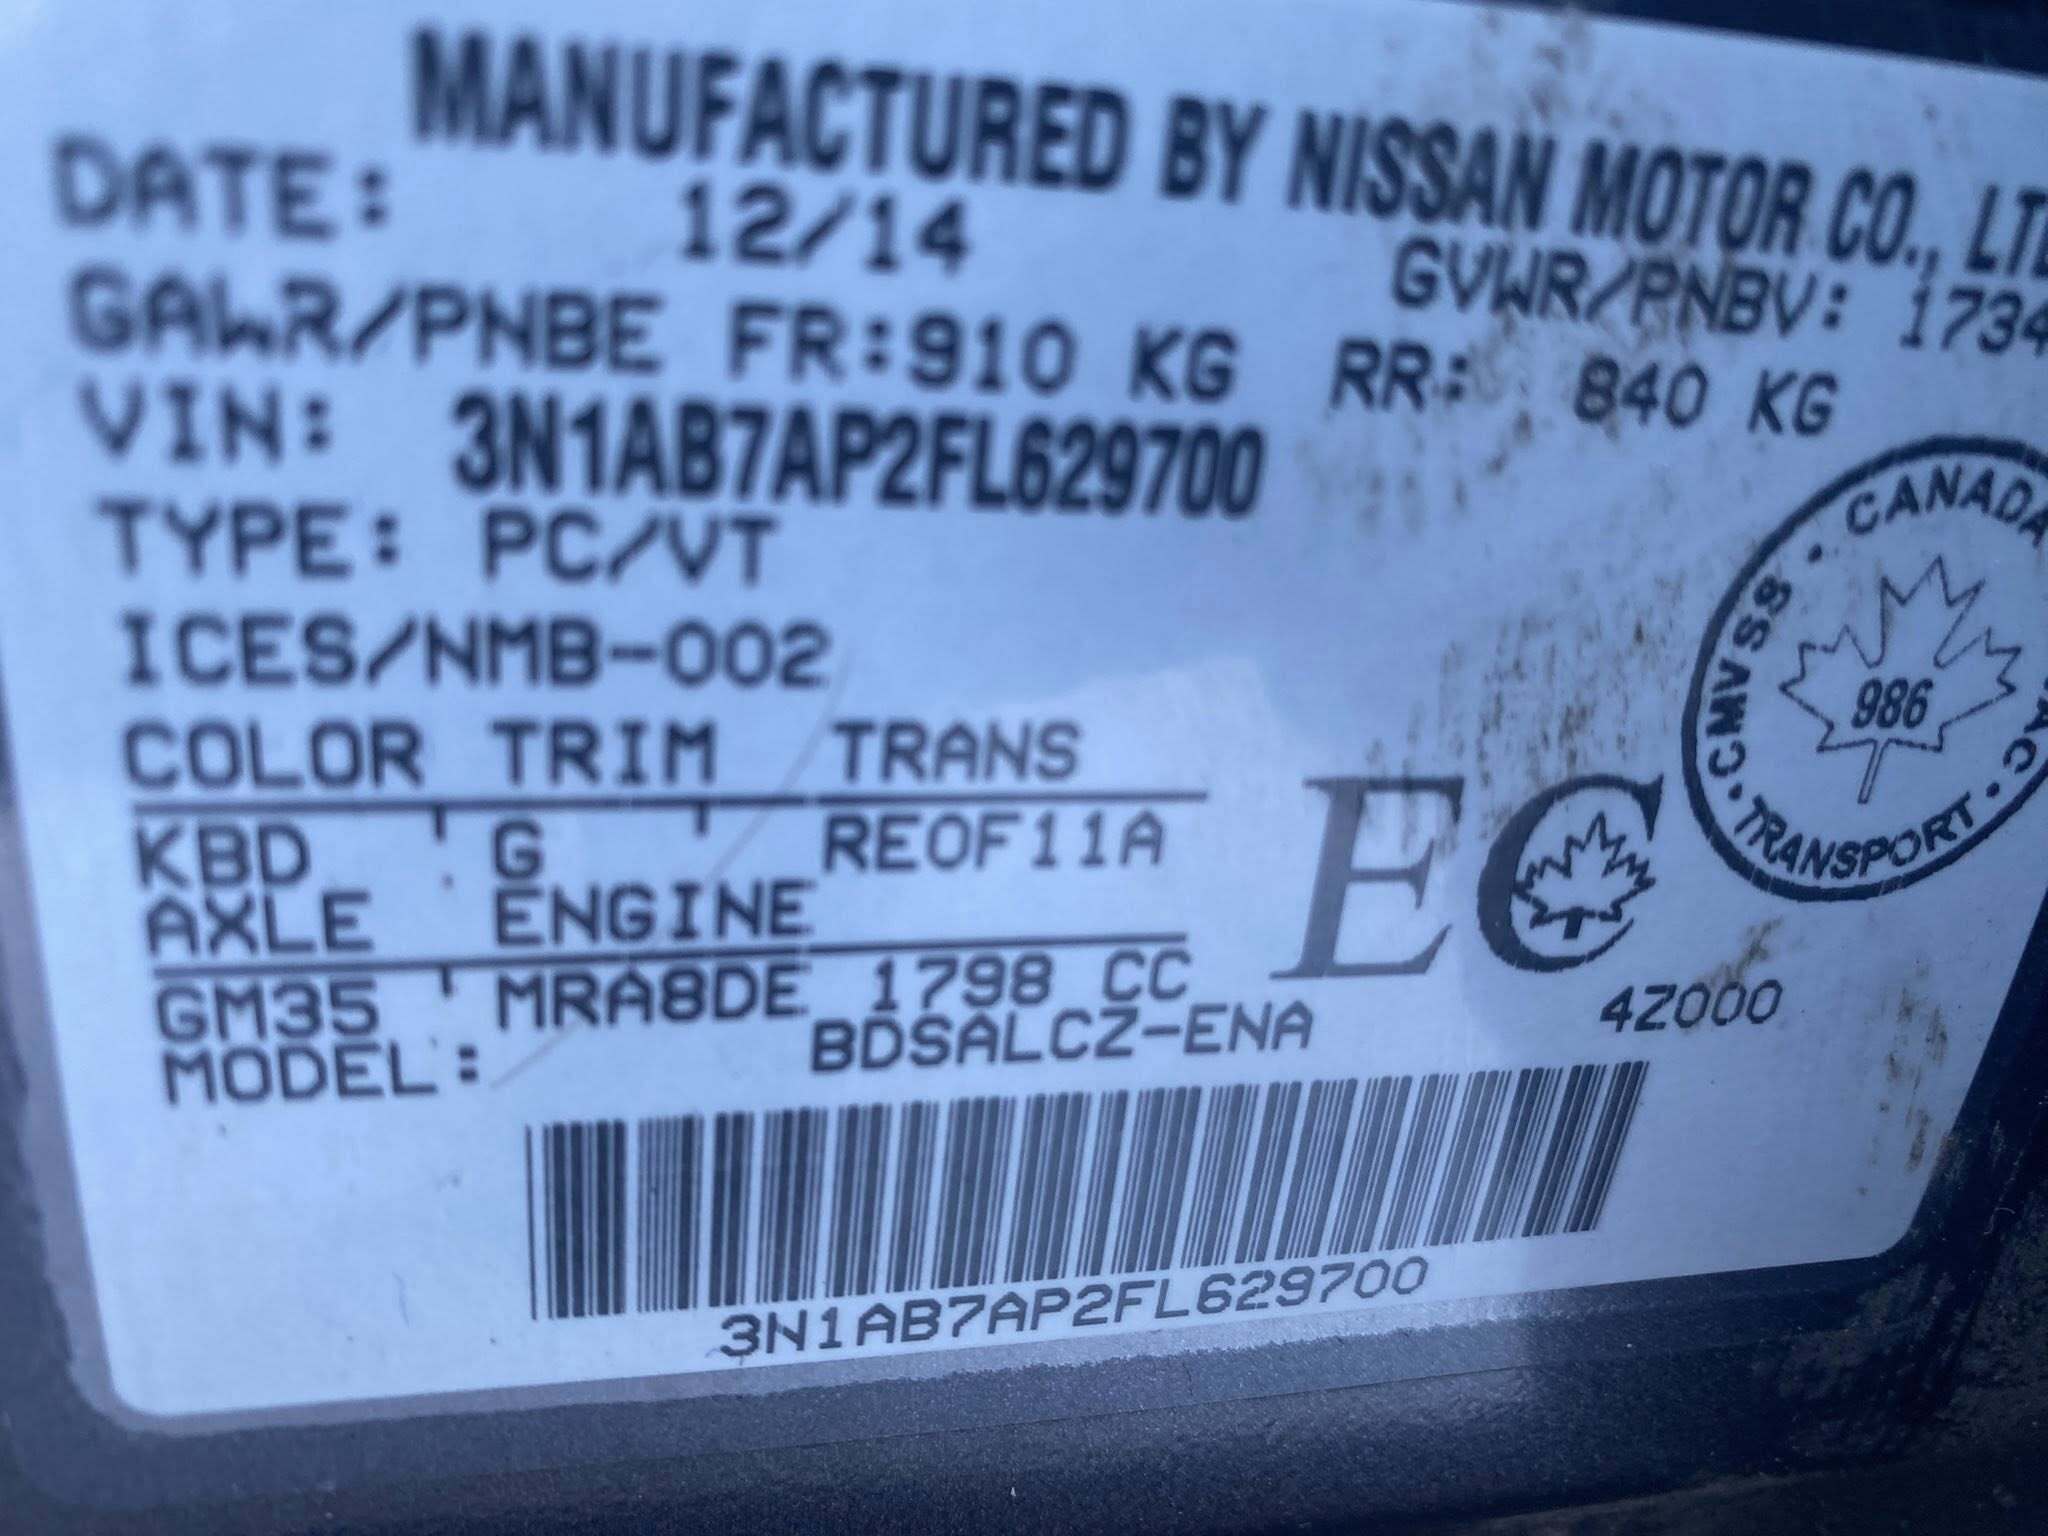 MANUFACTURED BY NISSAN MOTOR CO., LTD
DATE: 12/14 GVWR/PNBV: 1734
GAWR/PNBE FR:910 KG RR: 840 KG
VIN: 3N1AB7AP2FL629700
TYPE: PC/VT
ICES/NMB-002
CANADA
CMVSS
986
TRANSPORT
COLOR TRIM TRANS
KBD G RE0F11A
AXLE ENGINE
GM35 MRA8DE 1798 CC
MODEL: BDSALCZ-ENA
EC
4Z000
3N1AB7AP2FL629700